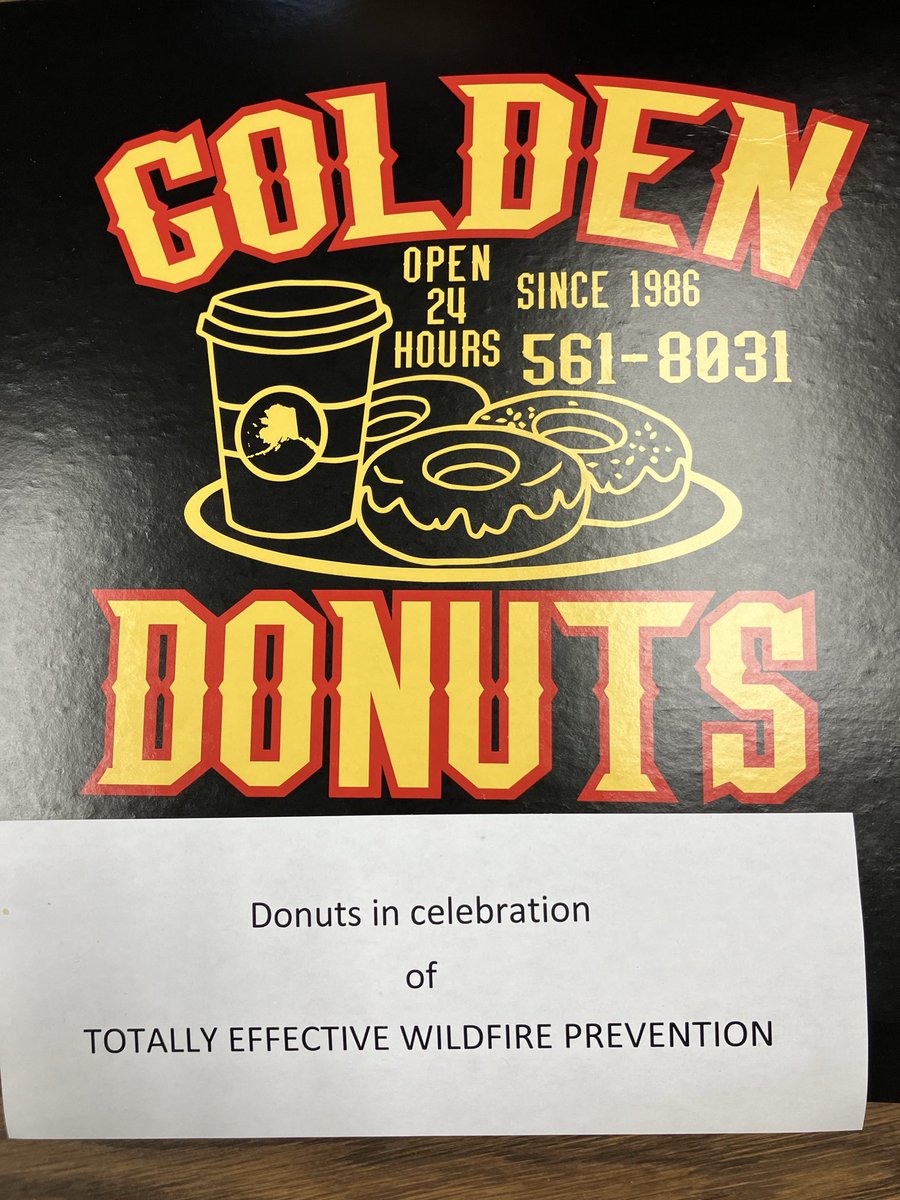 GOLDEN
OPEN
24
HOURS
SINCE 1986
561-8031
DONUTS
Donuts in celebration
of
TOTALLY EFFECTIVE WILDFIRE PREVENTION